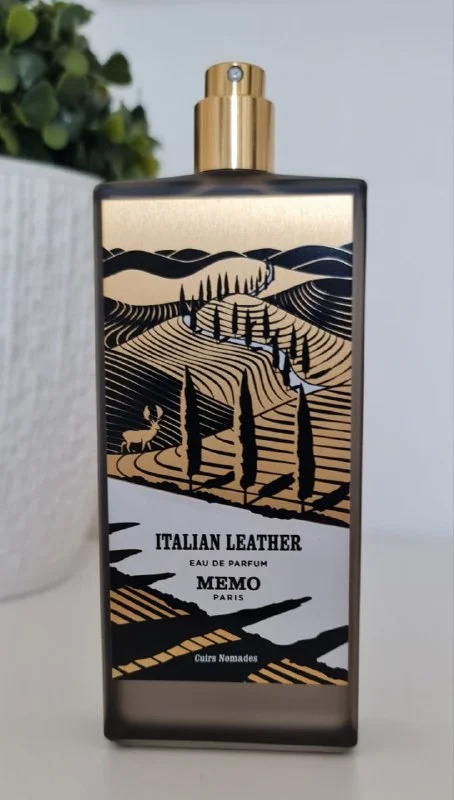 ITALIAN LEATHER
EAU DE PARFUM
MEMO
PARIS
Cuirs Nomades